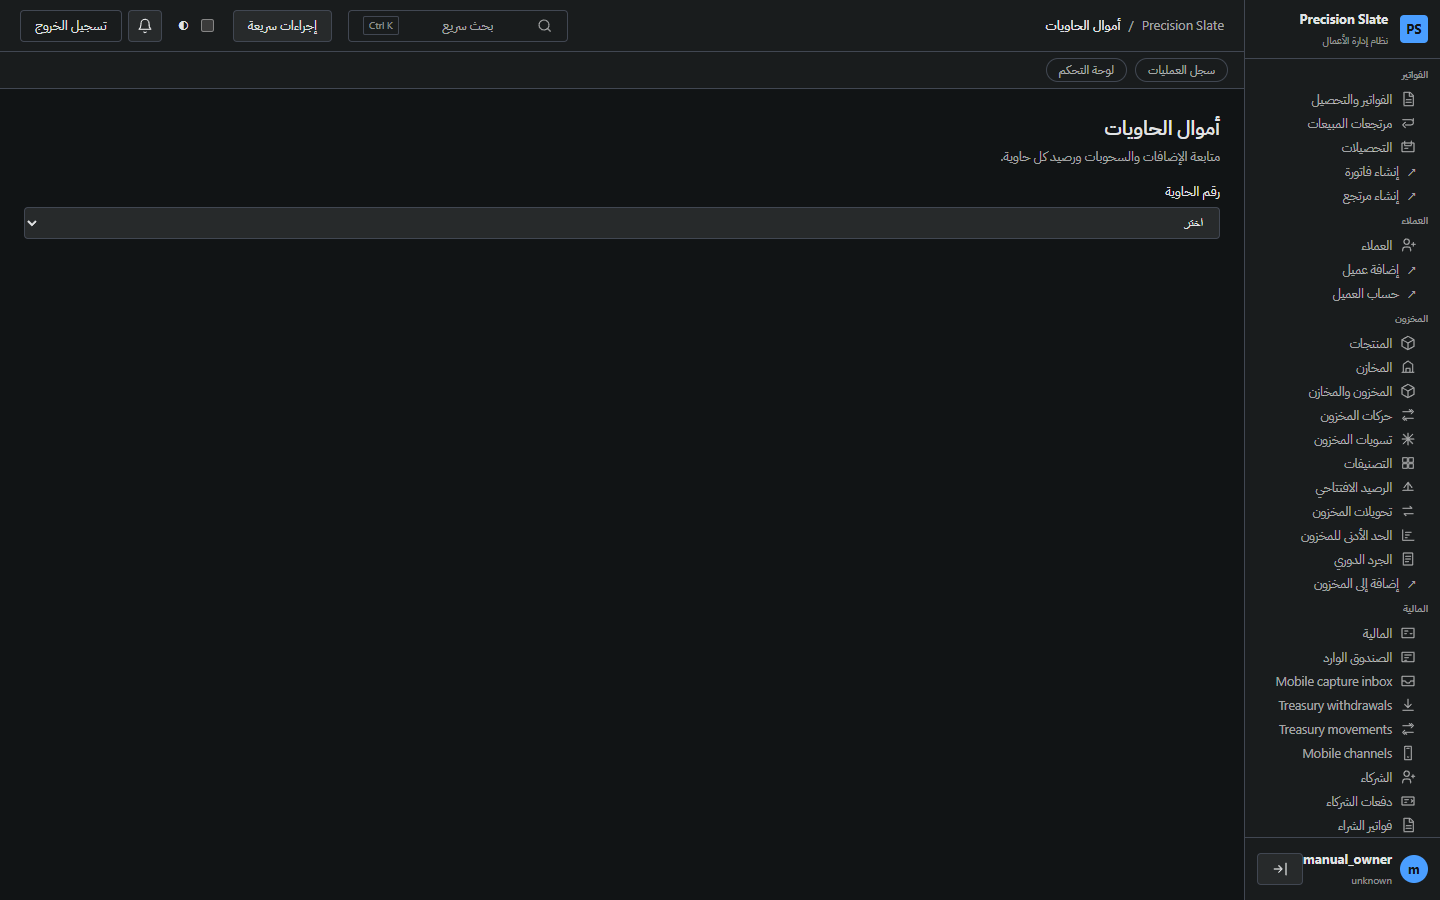 Precision Slate
PS
نظام إدارة الأعمال
Precision Slate / أموال الحاويات
بحث سريع
Ctrl K
إجراءات سريعة
تسجيل الخروج
سجل العمليات
لوحة التحكم
أموال الحاويات
متابعة الإضافات والسحوبات ورصيد كل حاوية.
رقم الحاوية
اختر
الفواتير
الفواتير والتحصيل
مرتجعات المبيعات
التحصيلات
إنشاء فاتورة
إنشاء مرتجع
العملاء
العملاء
إضافة عميل
حساب العميل
المخزون
المنتجات
المخازن
المخزون والمخازن
حركات المخزون
تسويات المخزون
التصنيفات
الرصيد الافتتاحي
تحويلات المخزون
الحد الأدنى للمخزون
الجرد الدوري
إضافة إلى المخزون
المالية
المالية
الصندوق الوارد
Mobile capture inbox
Treasury withdrawals
Treasury movements
Mobile channels
الشركاء
دفعات الشركاء
فواتير الشراء
manual_owner
m
unknown